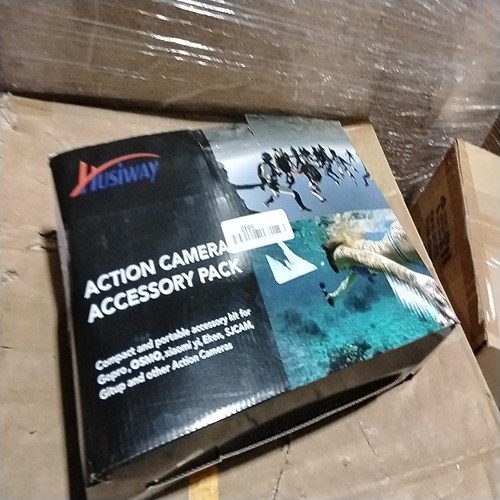 HUSIWAY
ACTION CAMERA
ACCESSORY PACK
Compact and portable accessory kit for
Gopro, OSMO, xiaomi yi, Eken, SJCAM,
Gitup and other Action Cameras